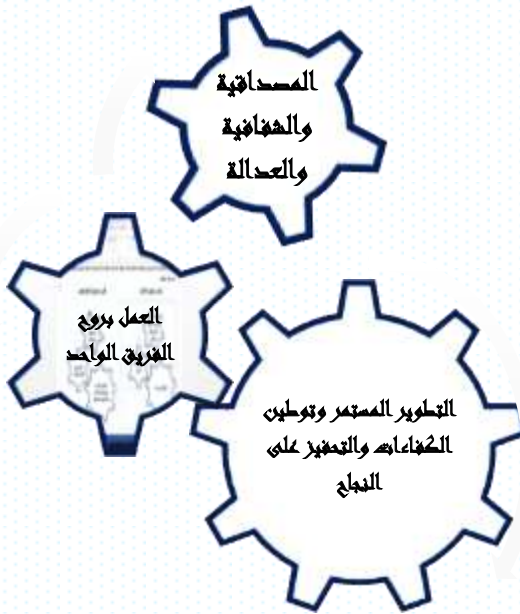 المصداقية
والشفافية
والعدالة
العمل بروح
الفريق الواحد
التطوير المستمر وتوطين
الكفاءات والتحفيز على
النجاح